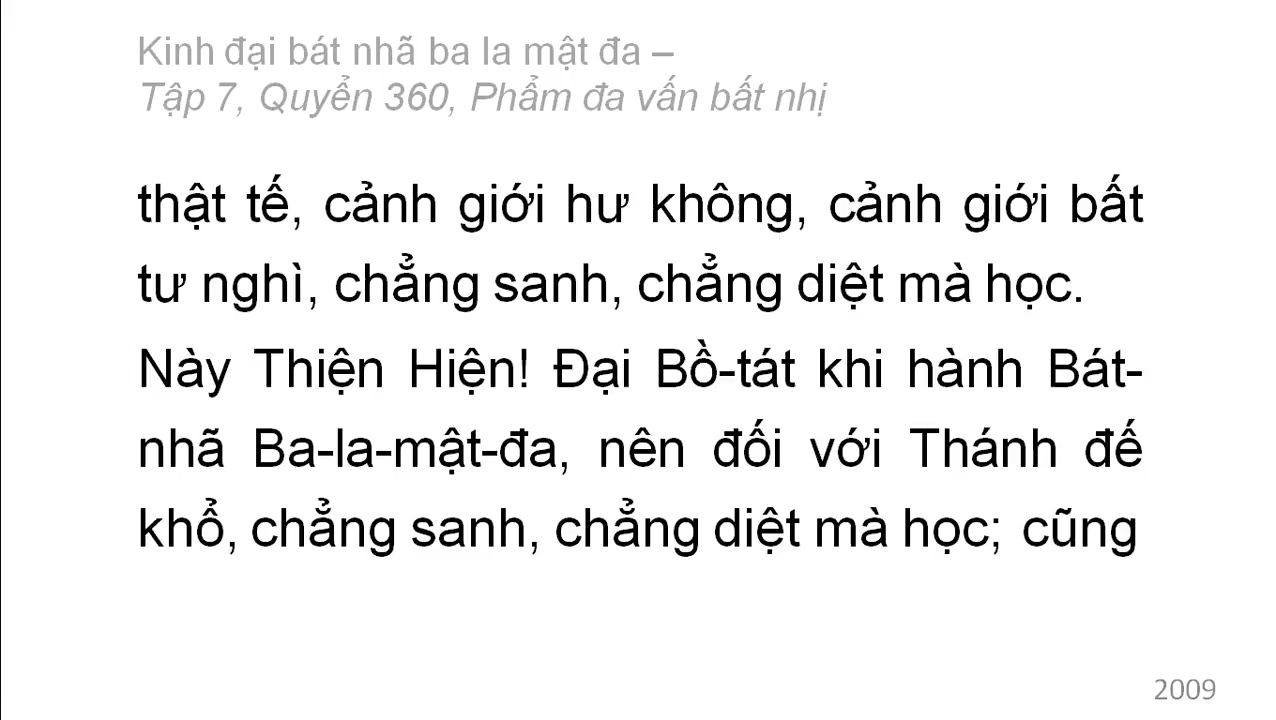 Kinh đại bát nhã ba la mật đa –
Tập 7, Quyển 360, Phẩm đa vấn bất nhị
thật tế, cảnh giới hư không, cảnh giới bất
tư nghì, chẳng sanh, chẳng diệt mà học.
Này Thiện Hiện! Đại Bồ-tát khi hành Bát-
nhã Ba-la-mật-đa, nên đối với Thánh đế
khổ, chẳng sanh, chẳng diệt mà học; cũng
2009